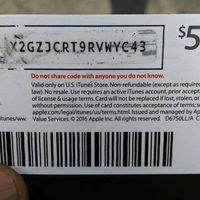 X2GZJCRT9RVWYC43
$5
Do not share code with anyone you do not know.
Valid only on U.S. iTunes Store. Non-refundable (except as required
law). No resale. Use requires an active iTunes account, prior accept
of license & usage terms. Card will not be replaced if lost, stolen, or
without permission. Use of card constitutes acceptance of terms; s
apple.com/legal/itunes/us/terms.html. Issued and managed by Ap
Value Services. © 2016 Apple Inc. All rights reserved. D6750LL/A C
itunes/ww.